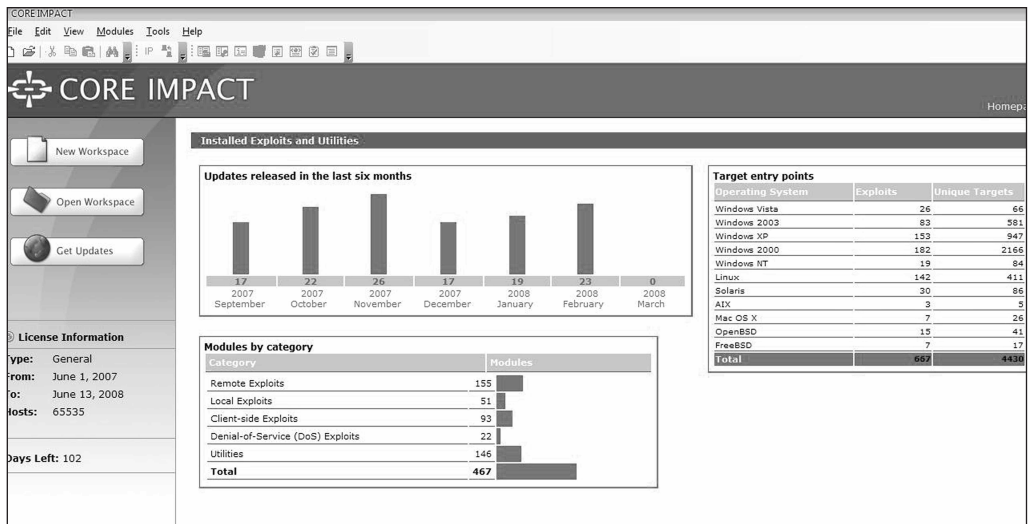 CORE IMPACT
File Edit View Modules Tools Help
IP
CORE IMPACT
Homepa
New Workspace
Open Workspace
Get Updates
License Information
Type: General
From: June 1, 2007
To: June 13, 2008
Hosts: 65535
Days Left: 102
Installed Exploits and Utilities
Updates released in the last six months
17 22 26 17 19 23 0
2007 2007 2007 2007 2008 2008 2008
September October November December January February March
Modules by category
Category Modules
Remote Exploits 155
Local Exploits 51
Client-side Exploits 93
Denial-of-Service (DoS) Exploits 22
Utilities 146
Total 467
Target entry points
Operating System Exploits Unique Targets
Windows Vista 26 66
Windows 2003 83 581
Windows XP 153 947
Windows 2000 182 2166
Windows NT 19 84
Linux 142 411
Solaris 30 86
AIX 3 5
Mac OS X 7 26
OpenBSD 15 41
FreeBSD 7 17
Total 667 4430